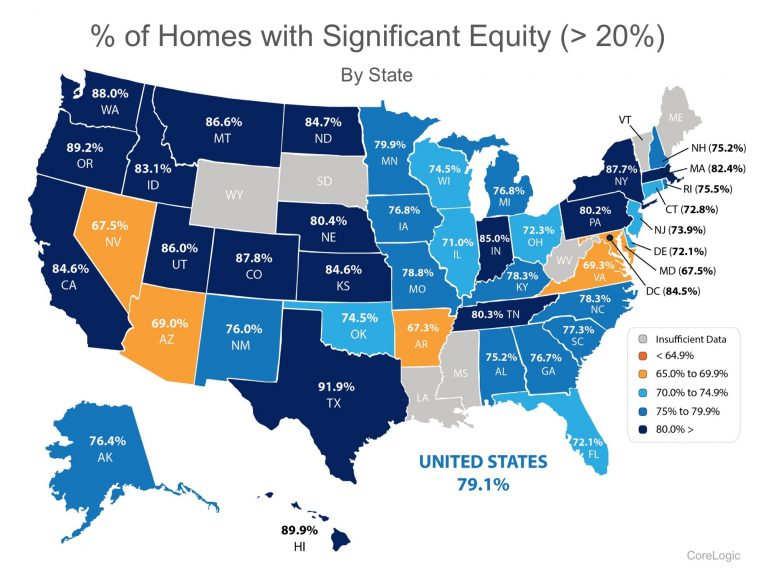 % of Homes with Significant Equity (> 20%)
By State
88.0%
WA
89.2%
OR
83.1%
ID
86.6%
MT
84.7%
ND
79.9%
MN
74.5%
WI
76.8%
MI
VT
ME
NH (75.2%)
MA (82.4%)
RI (75.5%)
CT (72.8%)
NJ (73.9%)
DE (72.1%)
MD (67.5%)
DC (84.5%)
87.7%
NY
80.2%
PA
WY
SD
67.5%
NV
86.0%
UT
87.8%
CO
80.4%
NE
76.8%
IA
71.0%
IL
85.0%
IN
72.3%
OH
WV
69.3%
VA
84.6%
CA
84.6%
KS
78.8%
MO
78.3%
KY
78.3%
NC
80.3% TN
77.3%
SC
69.0%
AZ
76.0%
NM
74.5%
OK
67.3%
AR
MS
75.2%
AL
76.7%
GA
LA
91.9%
TX
72.1%
FL
76.4%
AK
89.9%
HI
UNITED STATES
79.1%
Insufficient Data
< 64.9%
65.0% to 69.9%
70.0% to 74.9%
75% to 79.9%
80.0% >
CoreLogic